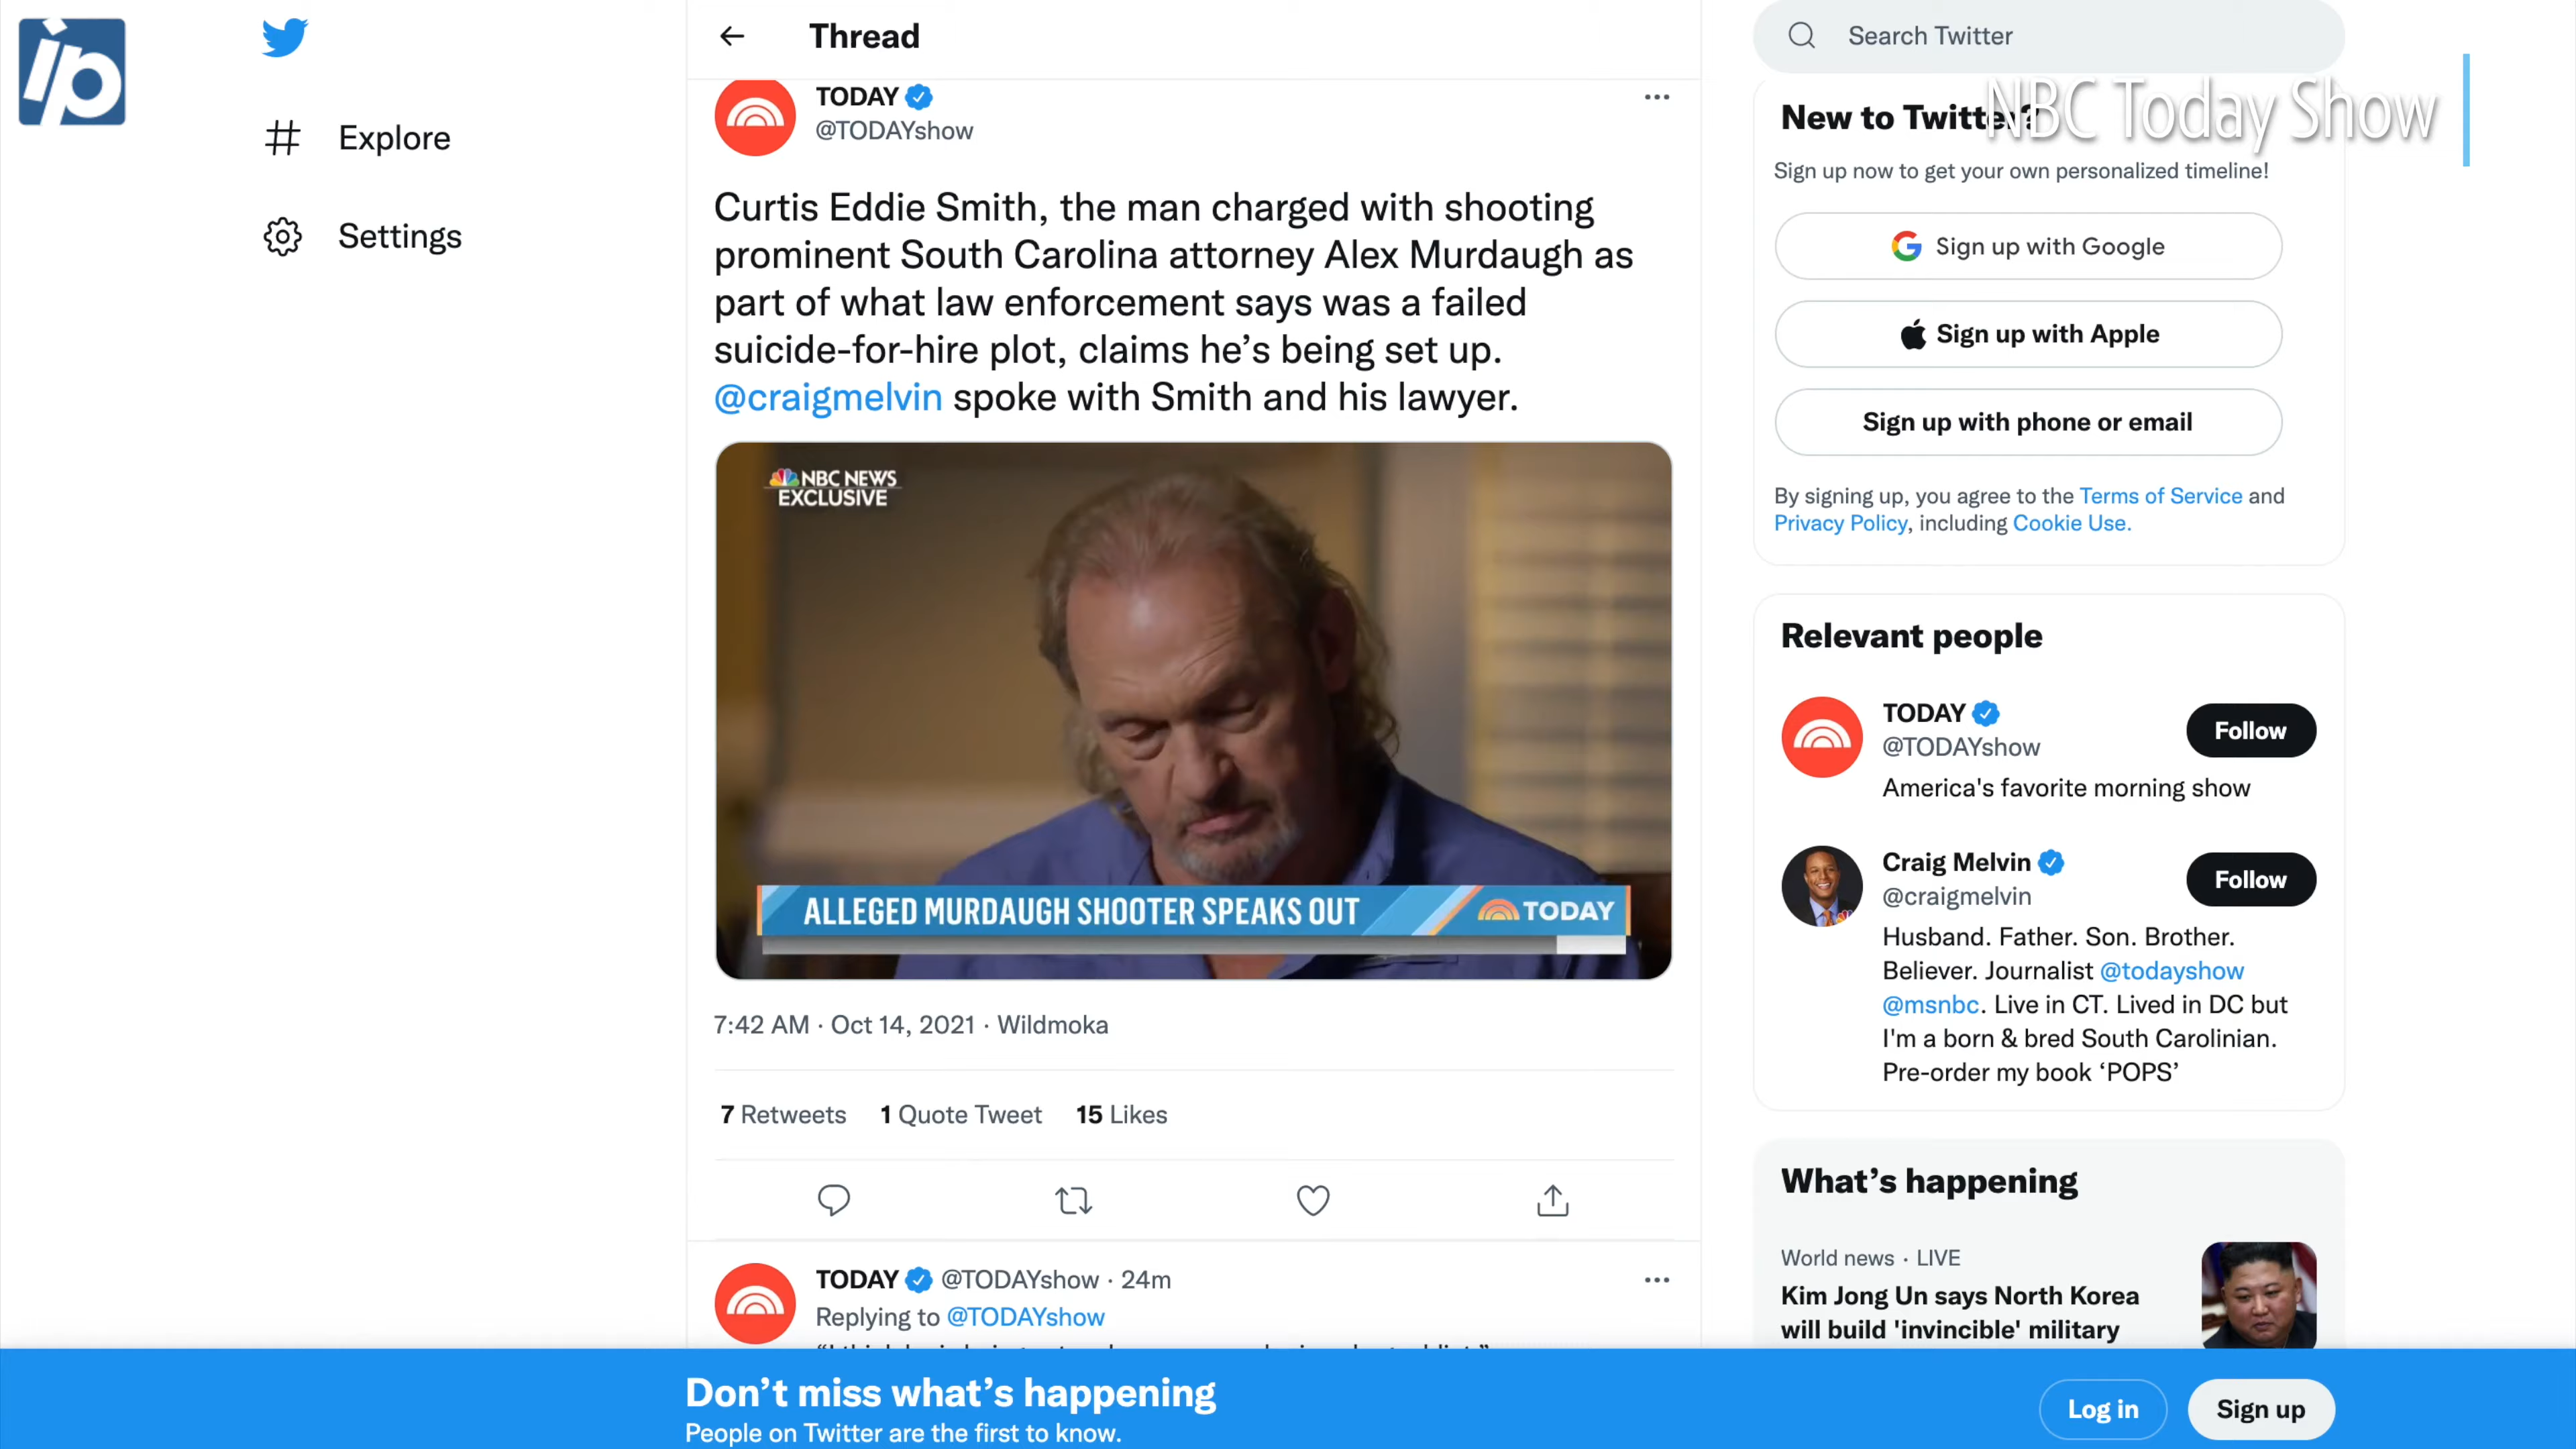 ip
Thread
Search Twitter
NBC Today Show
Explore
Settings
TODAY
@TODAYshow
Curtis Eddie Smith, the man charged with shooting
prominent South Carolina attorney Alex Murdaugh as
part of what law enforcement says was a failed
suicide-for-hire plot, claims he's being set up.
@craigmelvin spoke with Smith and his lawyer.
NBC NEWS
EXCLUSIVE
ALLEGED MURDAUGH SHOOTER SPEAKS OUT
TODAY
7:42 AM · Oct 14, 2021 · Wildmoka
7 Retweets 1 Quote Tweet 15 Likes
TODAY @TODAYshow · 24m
Replying to @TODAYshow
New to Twitter?
Sign up now to get your own personalized timeline!
Sign up with Google
Sign up with Apple
Sign up with phone or email
By signing up, you agree to the Terms of Service and
Privacy Policy, including Cookie Use.
Relevant people
TODAY
@TODAYshow
Follow
America's favorite morning show
Craig Melvin
@craigmelvin
Follow
Husband. Father. Son. Brother.
Believer. Journalist @todayshow
@msnbc. Live in CT. Lived in DC but
I'm a born & bred South Carolinian.
Pre-order my book ‘POPS’
What’s happening
World news · LIVE
Kim Jong Un says North Korea
will build 'invincible' military
Don’t miss what’s happening
People on Twitter are the first to know.
Log in
Sign up